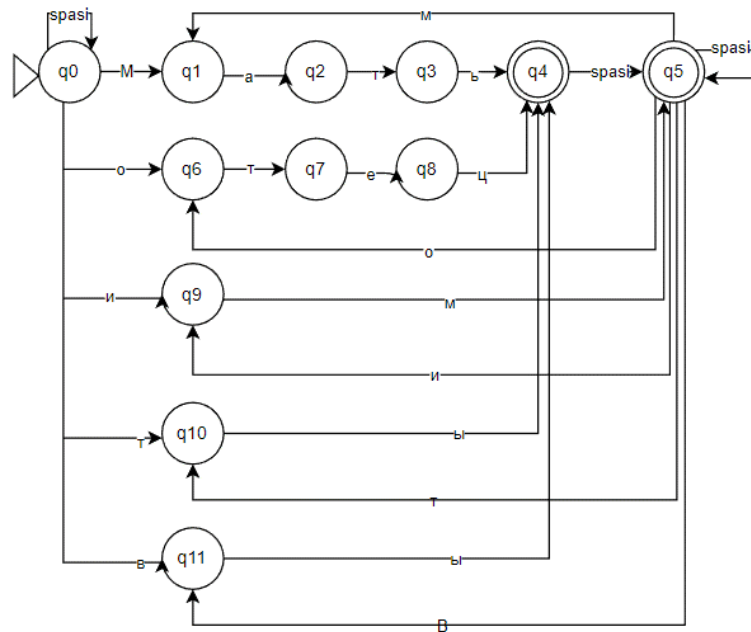 м
spasi
spasi
q0 М q1 а q2 т q3 ь q4 spasi q5
о q6 т q7 е q8 ц
о
и q9 м
и
т q10 ы
т
в q11 ы
В